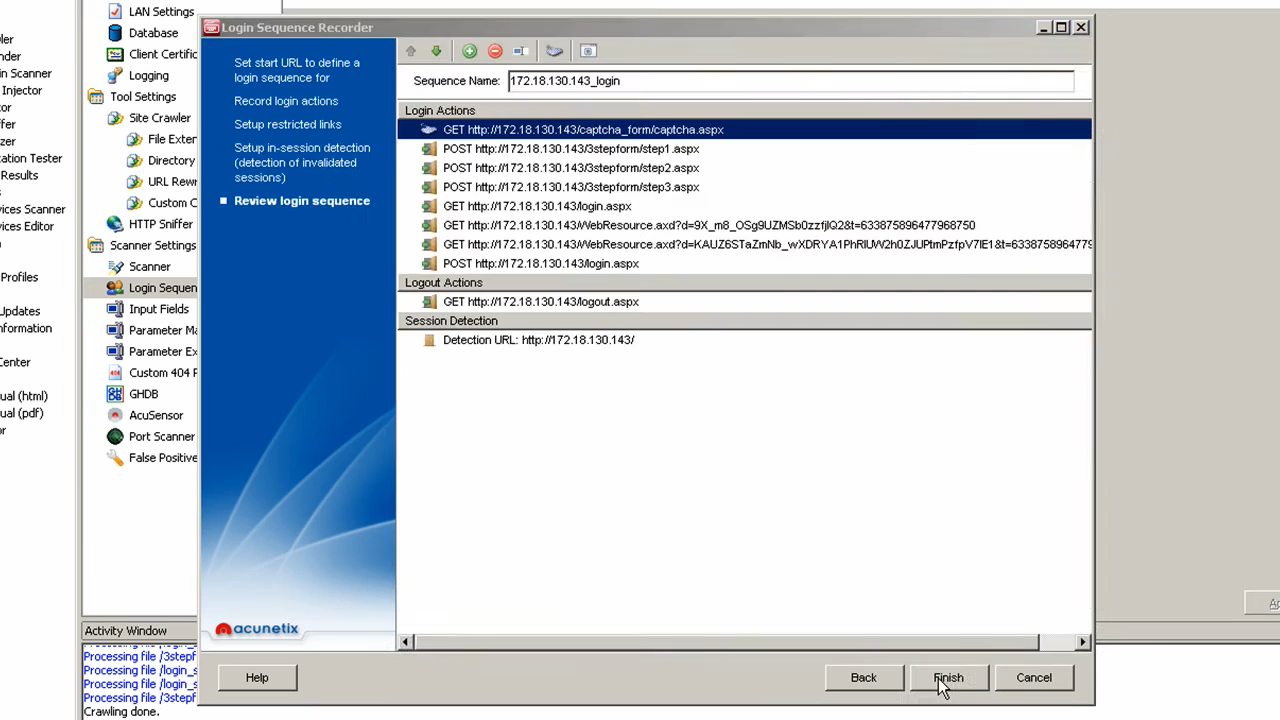 Login Sequence Recorder
Set start URL to define a
login sequence for
Record login actions
Setup restricted links
Setup in-session detection
(detection of invalidated
sessions)
Review login sequence
acunetix
Sequence Name: 172.18.130.143_login
Login Actions
GET http://172.18.130.143/captcha_form/captcha.aspx
POST http://172.18.130.143/3stepform/step1.aspx
POST http://172.18.130.143/3stepform/step2.aspx
POST http://172.18.130.143/3stepform/step3.aspx
GET http://172.18.130.143/login.aspx
GET http://172.18.130.143/WebResource.axd?d=9X_m8_OSg9UZMSb0zzfjlQ2&t=633875896477968750
GET http://172.18.130.143/WebResource.axd?d=KAUZ6STaZmNb_wXDRYA1PhRlUW2h0ZJUPtmPzfpV7lE1&t=6338758964779
POST http://172.18.130.143/login.aspx
Logout Actions
GET http://172.18.130.143/logout.aspx
Session Detection
Detection URL: http://172.18.130.143/
Help
Back
Finish
Cancel
LAN Settings
Database
Client Certific
Logging
Tool Settings
Site Crawler
File Exten
Directory
URL Rewr
Custom C
HTTP Sniffer
Scanner Settings
Scanner
Login Sequen
Input Fields
Parameter Ma
Parameter Ex
Custom 404 P
GHDB
AcuSensor
Port Scanner
False Positive
Activity Window
Processing file /3stepf
Processing file /login_s
Processing file /login_s
Processing file /3stepf
Crawling done.
ler
nder
n Scanner
Injector
or
ffer
zer
cation Tester
Results
s
vices Scanner
vices Editor
Profiles
Updates
formation
Center
ual (html)
ual (pdf)
or